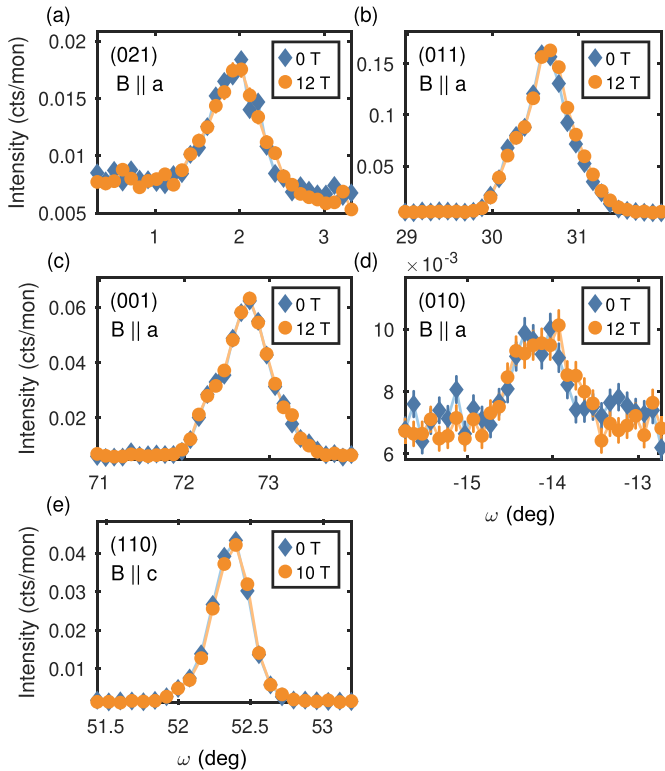 (a)
(021)
B || a
0 T
12 T
0.02
0.015
0.01
0.005
Intensity (cts/mon)
1
2
3
(b)
(011)
B || a
0 T
12 T
0.15
0.1
0.05
29
30
31
(c)
(001)
B || a
0 T
12 T
0.06
0.04
0.02
Intensity (cts/mon)
71
72
73
(d)
× 10⁻³
(010)
B || a
0 T
12 T
10
8
6
-15
-14
-13
ω (deg)
(e)
(110)
B || c
0 T
10 T
0.04
0.03
0.02
0.01
Intensity (cts/mon)
51.5
52
52.5
53
ω (deg)